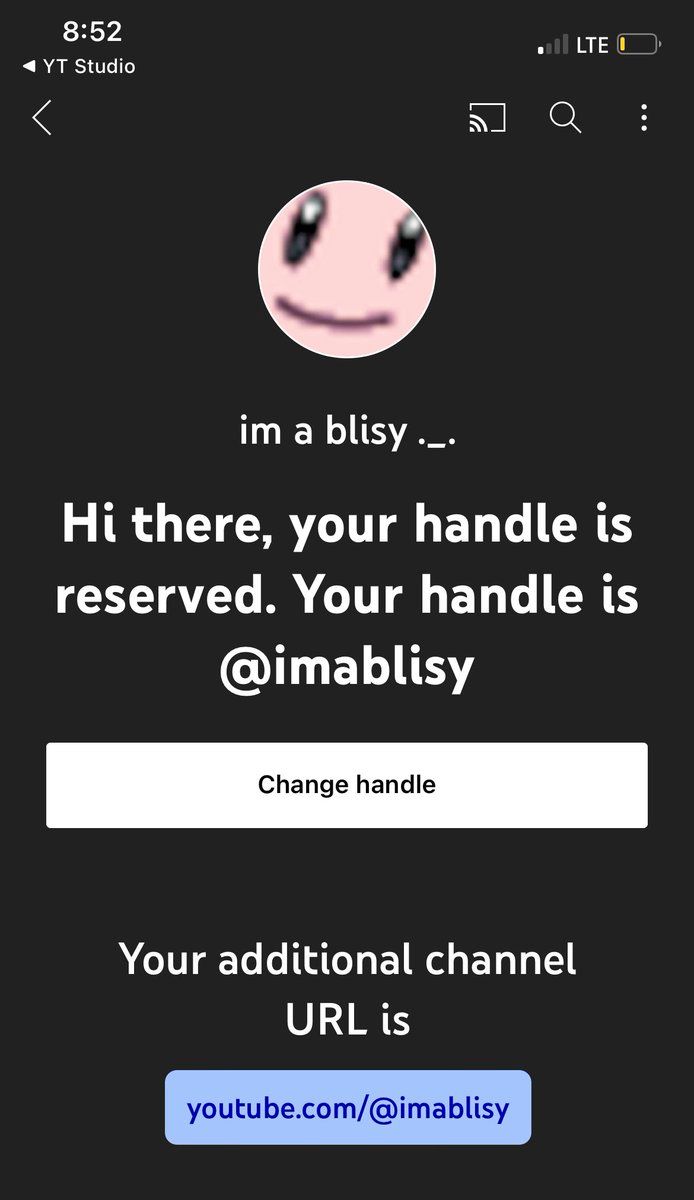 8:52
LTE
◀ YT Studio
im a blisy ._.
Hi there, your handle is
reserved. Your handle is
@imablisy
Change handle
Your additional channel
URL is
youtube.com/@imablisy